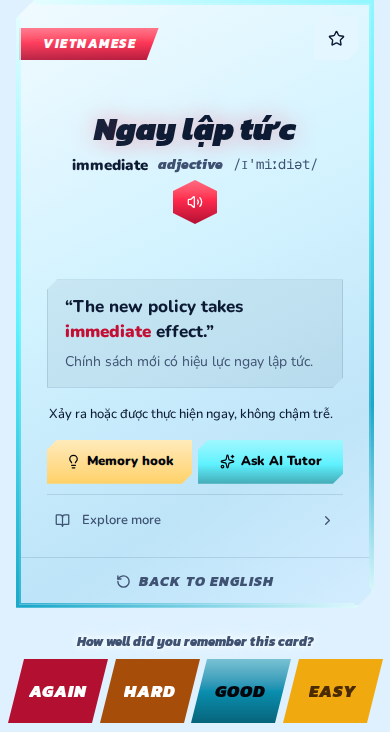 VIETNAMESE
Ngay lập tức
immediate adjective /ɪˈmiːdiət/
“The new policy takes
immediate effect.”
Chính sách mới có hiệu lực ngay lập tức.
Xảy ra hoặc được thực hiện ngay, không chậm trễ.
Memory hook
Ask AI Tutor
Explore more
BACK TO ENGLISH
How well did you remember this card?
AGAIN
HARD
GOOD
EASY